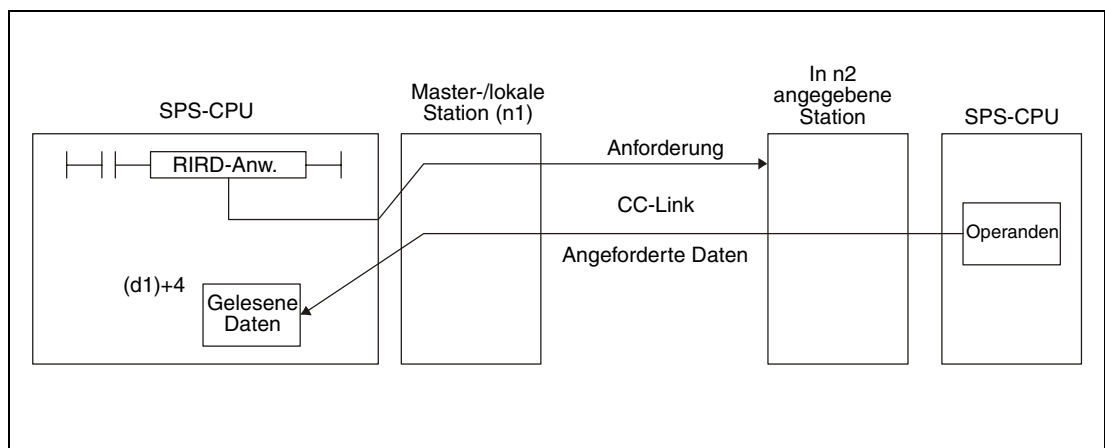 SPS-CPU
RIRD-Anw.
(d1)+4
Gelesene
Daten
Master-/lokale
Station (n1)
Anforderung
CC-Link
Angeforderte Daten
In n2
angegebene
Station
SPS-CPU
Operanden